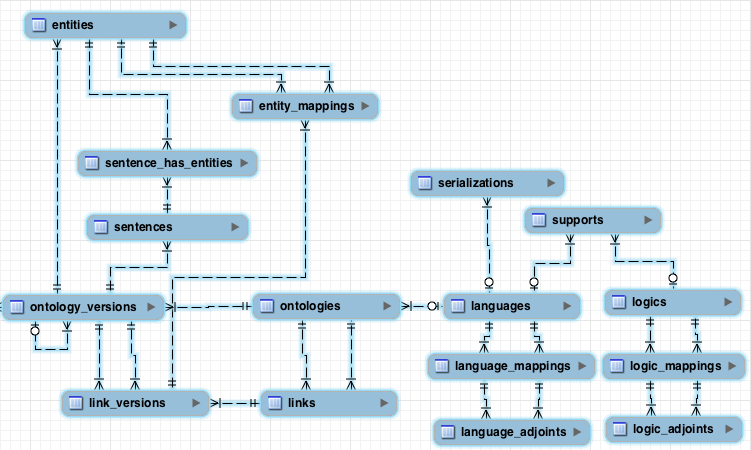 entities
entity_mappings
sentence_has_entities
serializations
supports
sentences
ontology_versions
ontologies
languages
logics
language_mappings
logic_mappings
link_versions
links
language_adjoints
logic_adjoints